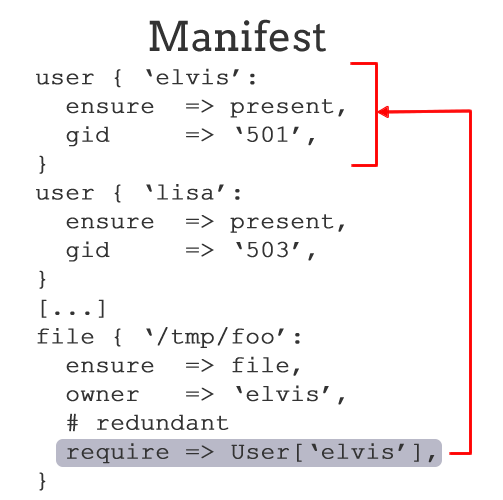 Manifest
user { ‘elvis’:
  ensure  => present,
  gid     => ‘501’,
}
user { ‘lisa’:
  ensure  => present,
  gid     => ‘503’,
}
[...]
file { ‘/tmp/foo’:
  ensure  => file,
  owner   => ‘elvis’,
  # redundant
  require => User[‘elvis’],
}